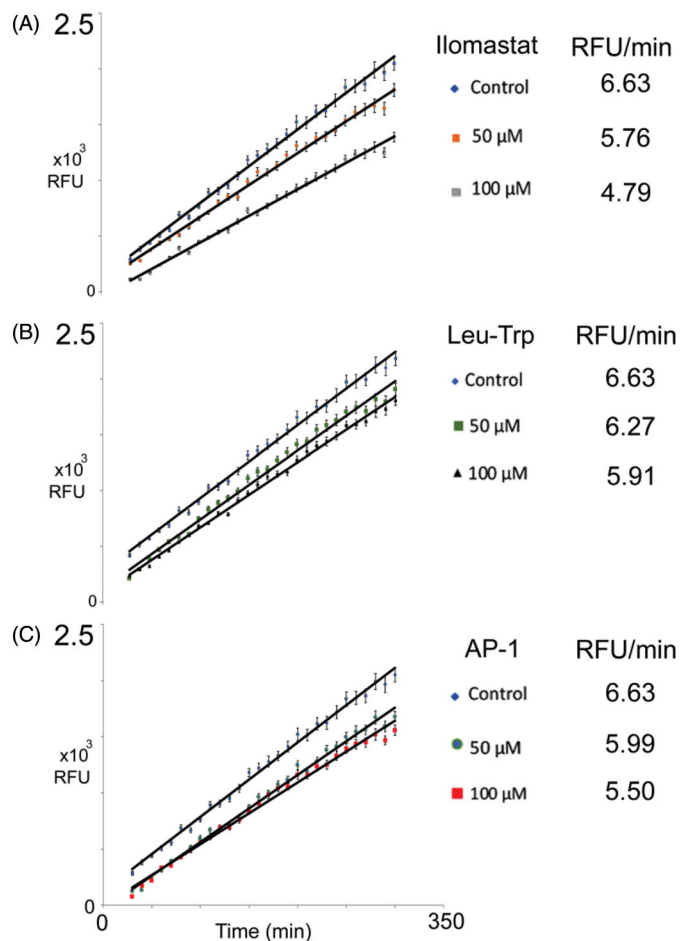 (A)
2.5
x10³
RFU
0
Ilomastat RFU/min
Control 6.63
50 µM 5.76
100 µM 4.79
(B)
2.5
x10³
RFU
0
Leu-Trp RFU/min
Control 6.63
50 µM 6.27
100 µM 5.91
(C)
2.5
x10³
RFU
0
AP-1 RFU/min
Control 6.63
50 µM 5.99
100 µM 5.50
0 Time (min) 350